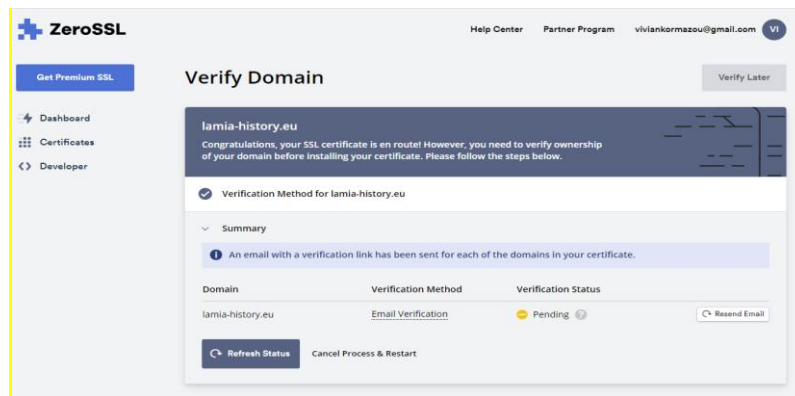 ZeroSSL
Help Center Partner Program viviankormazou@gmail.com VI
Get Premium SSL
Verify Domain
Verify Later
Dashboard
Certificates
Developer
lamia-history.eu
Congratulations, your SSL certificate is en route! However, you need to verify ownership
of your domain before installing your certificate. Please follow the steps below.
Verification Method for lamia-history.eu
Summary
An email with a verification link has been sent for each of the domains in your certificate.
Domain Verification Method Verification Status
lamia-history.eu Email Verification Pending ? Resend Email
Refresh Status Cancel Process & Restart